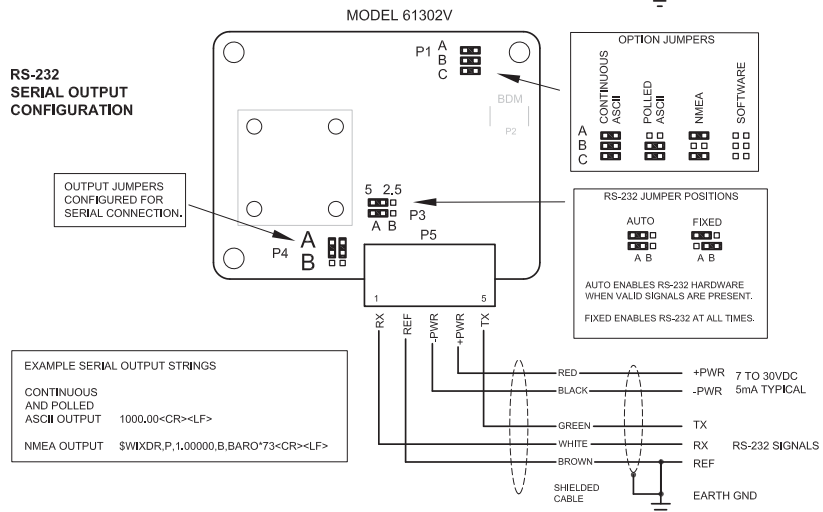 MODEL 61302V
RS-232
SERIAL OUTPUT
CONFIGURATION
P1
A
B
C
BDM
P2
OPTION JUMPERS
CONTINUOUS
ASCII
POLLED
ASCII
NMEA
SOFTWARE
A
B
C
OUTPUT JUMPERS
CONFIGURED FOR
SERIAL CONNECTION.
5 2.5
P3
A B
P4
A
B
P5
1 5
RX
REF
-PWR
+PWR
TX
RS-232 JUMPER POSITIONS
AUTO FIXED
A B A B
AUTO ENABLES RS-232 HARDWARE
WHEN VALID SIGNALS ARE PRESENT.
FIXED ENABLES RS-232 AT ALL TIMES.
EXAMPLE SERIAL OUTPUT STRINGS
CONTINUOUS
AND POLLED
ASCII OUTPUT 1000.00<CR><LF>
NMEA OUTPUT $WIXDR,P,1.00000,B,BARO*73<CR><LF>
RED +PWR 7 TO 30VDC
BLACK -PWR 5mA TYPICAL
GREEN TX
WHITE RX RS-232 SIGNALS
BROWN REF
SHIELDED
CABLE
EARTH GND